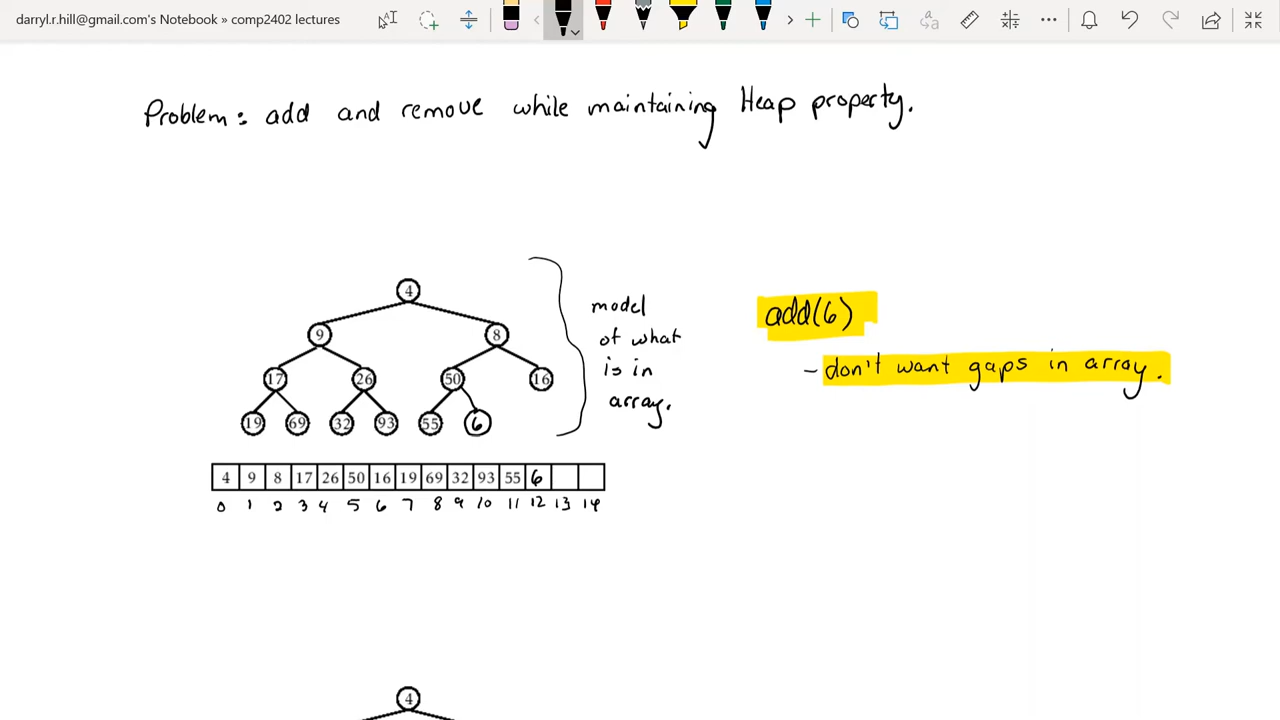 darryl.r.hill@gmail.com's Notebook » comp2402 lectures
Problem: add and remove while maintaining Heap property.
4
9 8
17 26 50 16
19 69 32 93 55 6
model
of what
is in
array.
add(6)
- don't want gaps in array.
4 9 8 17 26 50 16 19 69 32 93 55 6
0 1 2 3 4 5 6 7 8 9 10 11 12 13 14
4